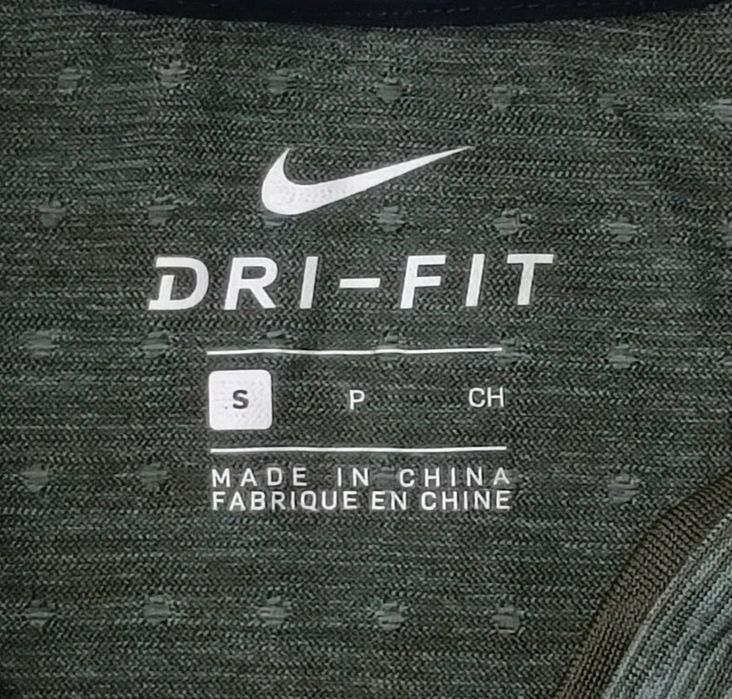 DRI-FIT
S P CH
MADE IN CHINA
FABRIQUE EN CHINE